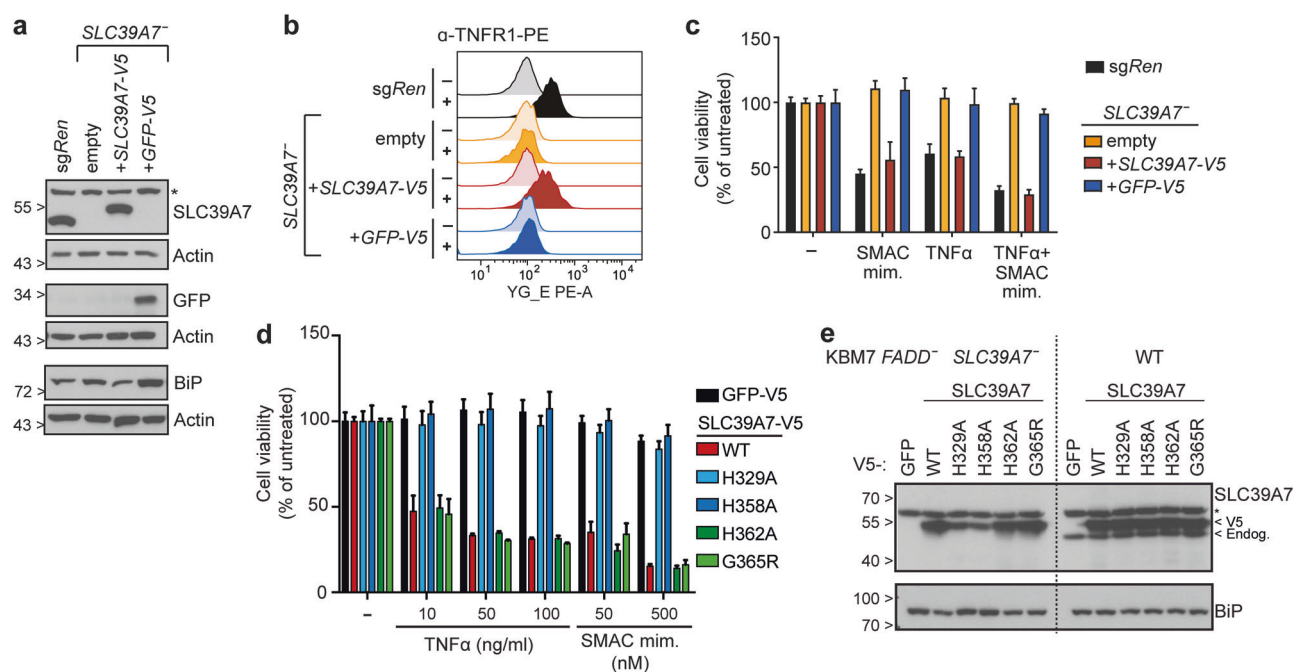 a
SLC39A7⁻
sgRen
empty
+SLC39A7-V5
+GFP-V5
*
55 >
SLC39A7
43 >
Actin
34 >
GFP
43 >
Actin
72 >
BiP
43 >
Actin
b
α-TNFR1-PE
sgRen
–
+
SLC39A7⁻
empty
–
+
+SLC39A7-V5
–
+
+GFP-V5
–
+
10¹ 10² 10³ 10⁴
YG_E PE-A
c
Cell viability
(% of untreated)
150
100
50
0
–
SMAC
mim.
TNFα
TNFα+
SMAC
mim.
sgRen
SLC39A7⁻
empty
+SLC39A7-V5
+GFP-V5
d
Cell viability
(% of untreated)
150
100
50
0
– 10 50 100 50 500
TNFα (ng/ml) SMAC mim.
(nM)
GFP-V5
SLC39A7-V5
WT
H329A
H358A
H362A
G365R
e
KBM7 FADD⁻ SLC39A7⁻ WT
SLC39A7 SLC39A7
V5-: GFP WT H329A H358A H362A G365R GFP WT H329A H358A H362A G365R
70 >
SLC39A7
*
55 >
< V5
< Endog.
40 >
100 >
BiP
70 >